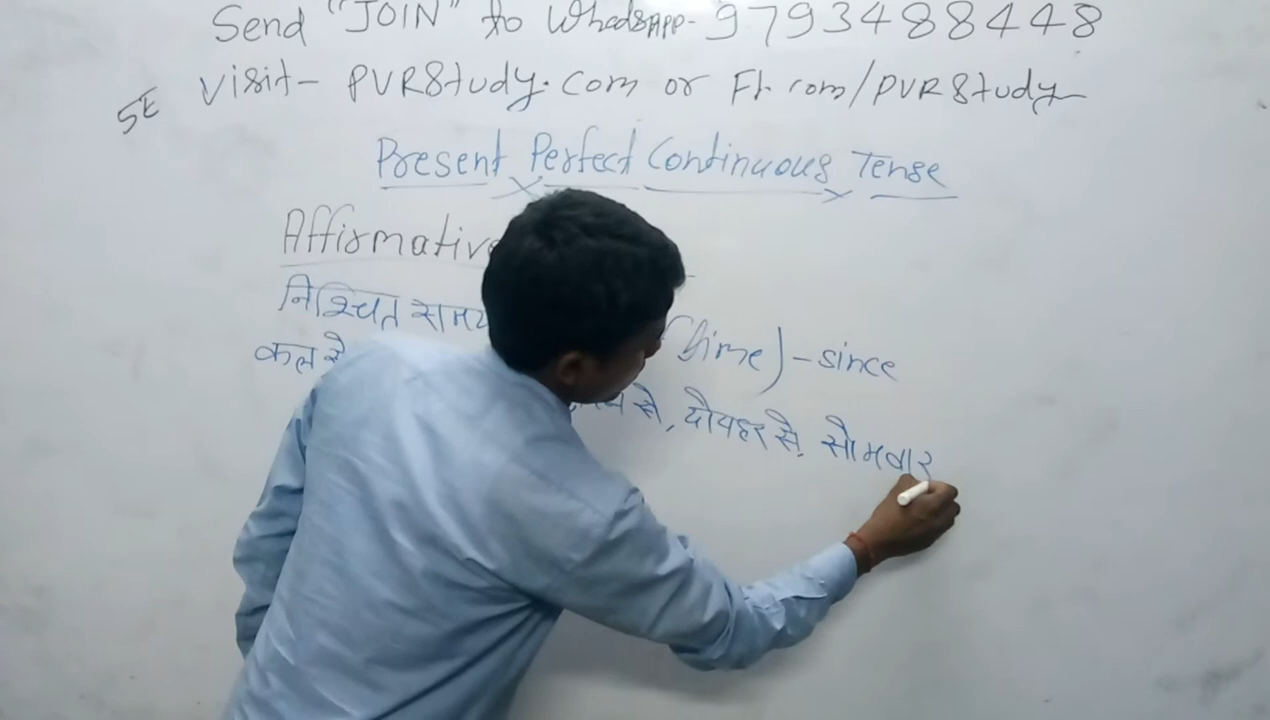 Send "JOIN" to WhadsApp- 9793488448
5E
Visit- PVRStudy.com or Fb.com/PVRStudy
Present Perfect Continuous Tense
Affirmative
निश्चित समय (time) - since
कल से से, दोपहर से, सोमवार